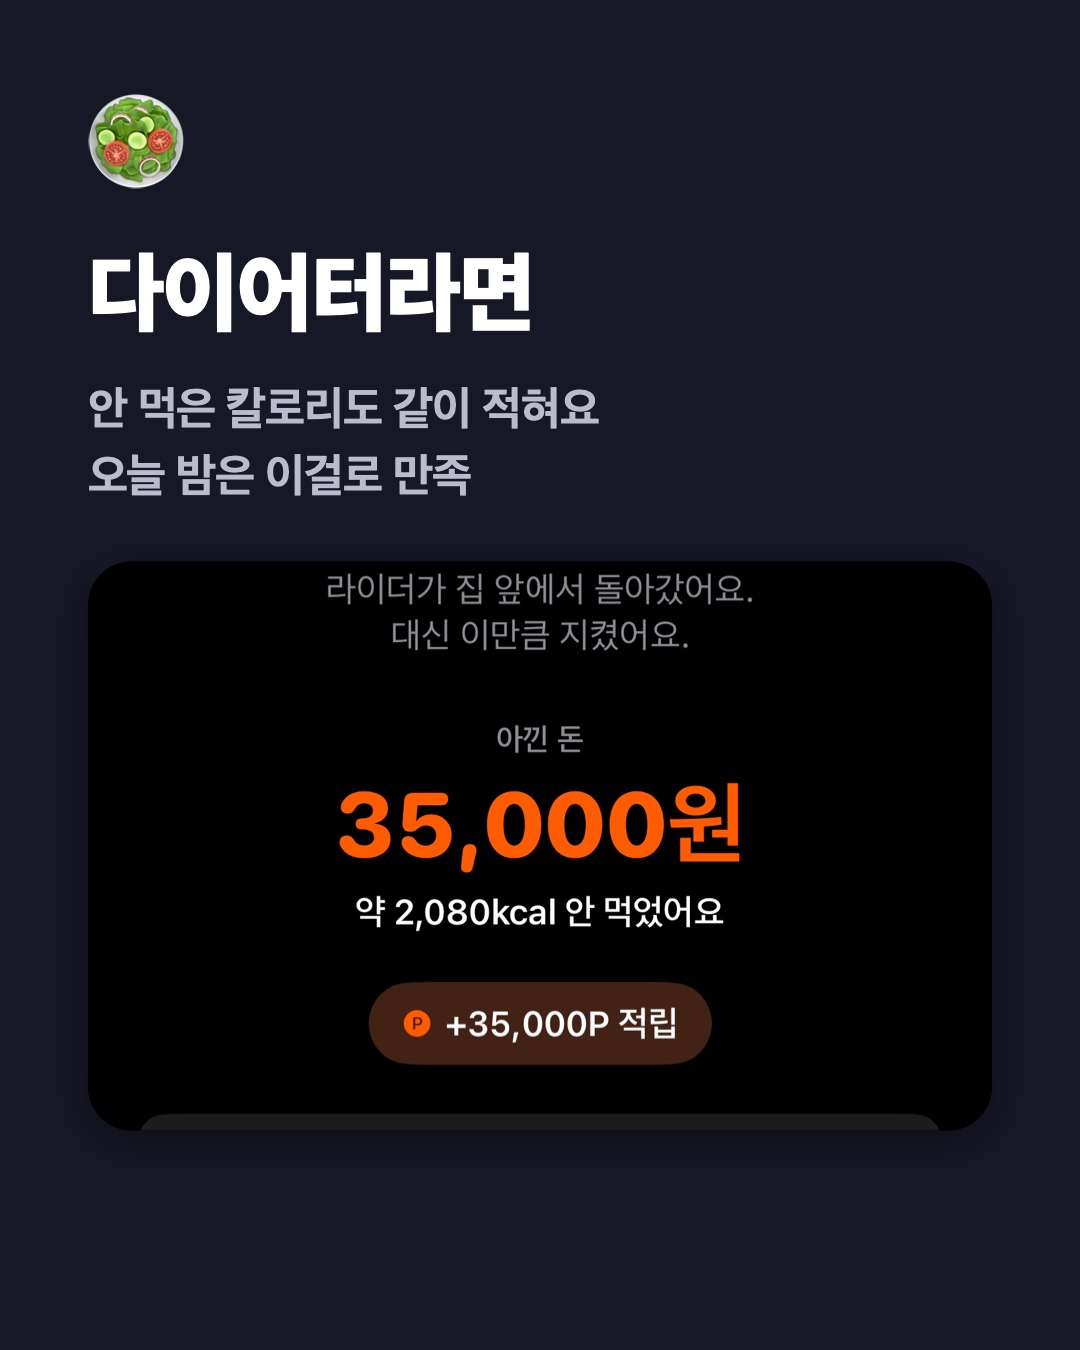 다이어터라면
안 먹은 칼로리도 같이 적혀요
오늘 밤은 이걸로 만족
라이더가 집 앞에서 돌아갔어요.
대신 이만큼 지켰어요.
아낀 돈
35,000원
약 2,080kcal 안 먹었어요
P +35,000P 적립